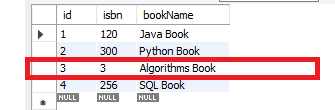 id isbn bookName
1 120 Java Book
2 300 Python Book
3 3 Algorithms Book
4 256 SQL Book
NULL NULL NULL